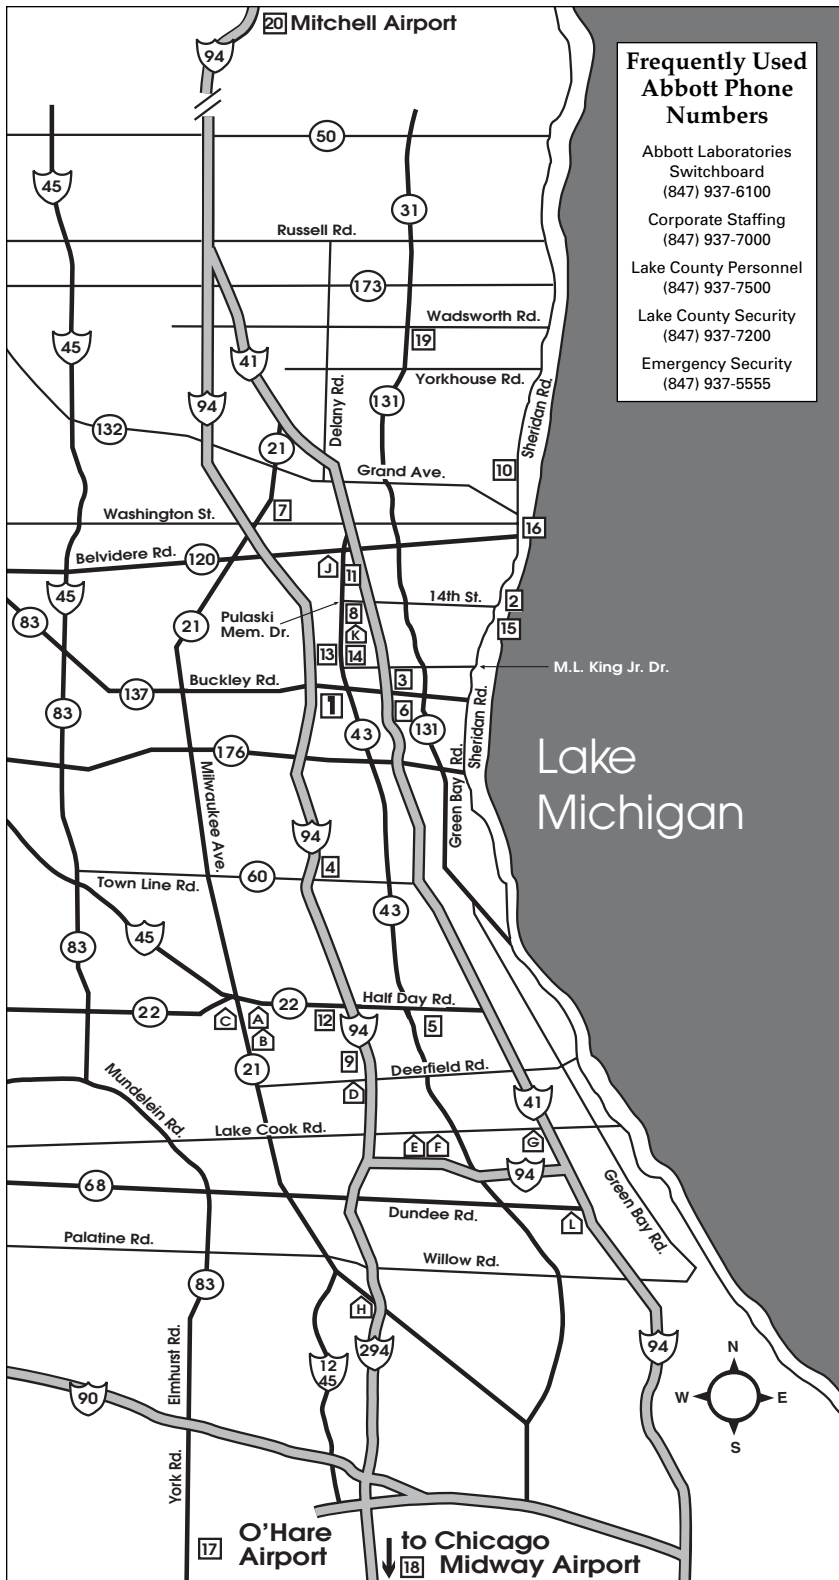 20 Mitchell Airport
94
Frequently Used
Abbott Phone
Numbers
Abbott Laboratories
Switchboard
(847) 937-6100
Corporate Staffing
(847) 937-7000
Lake County Personnel
(847) 937-7500
Lake County Security
(847) 937-7200
Emergency Security
(847) 937-5555
50
45
31
Russell Rd.
173
Wadsworth Rd.
19
45
41
Yorkhouse Rd.
94
131
Delany Rd.
Sheridan Rd.
132
21
Grand Ave.
10
7
Washington St.
16
Belvidere Rd.
120
J
11
45
14th St.
2
83
21
Pulaski
Mem. Dr.
8
K
15
13
14
M.L. King Jr. Dr.
Buckley Rd.
3
137
1
6
83
43
131
Sheridan Rd.
176
Green Bay Rd.
Milwaukee Ave.
Lake
Michigan
94
4
Town Line Rd.
60
43
45
83
22
22
Half Day Rd.
C
A
B
12
94
5
9
21
Deerfield Rd.
D
Mundelein Rd.
41
Lake Cook Rd.
E
F
G
94
68
Dundee Rd.
L
Green Bay Rd.
Palatine Rd.
Willow Rd.
83
H
Elmhurst Rd.
294
94
12
45
90
N
W
E
S
York Rd.
17
O'Hare
Airport
to Chicago
18 Midway Airport